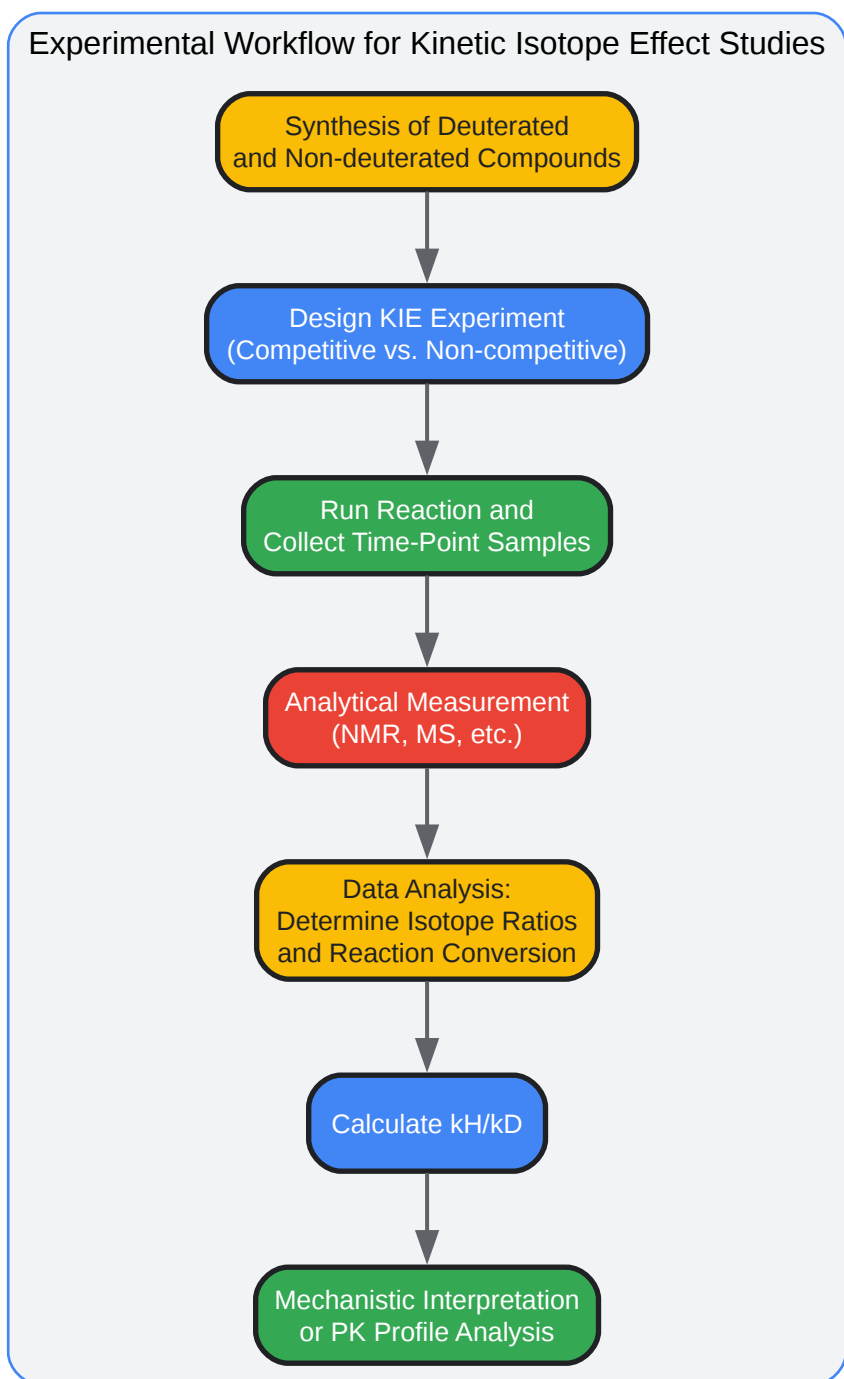 Experimental Workflow for Kinetic Isotope Effect Studies
Synthesis of Deuterated
and Non-deuterated Compounds
Design KIE Experiment
(Competitive vs. Non-competitive)
Run Reaction and
Collect Time-Point Samples
Analytical Measurement
(NMR, MS, etc.)
Data Analysis:
Determine Isotope Ratios
and Reaction Conversion
Calculate kH/kD
Mechanistic Interpretation
or PK Profile Analysis